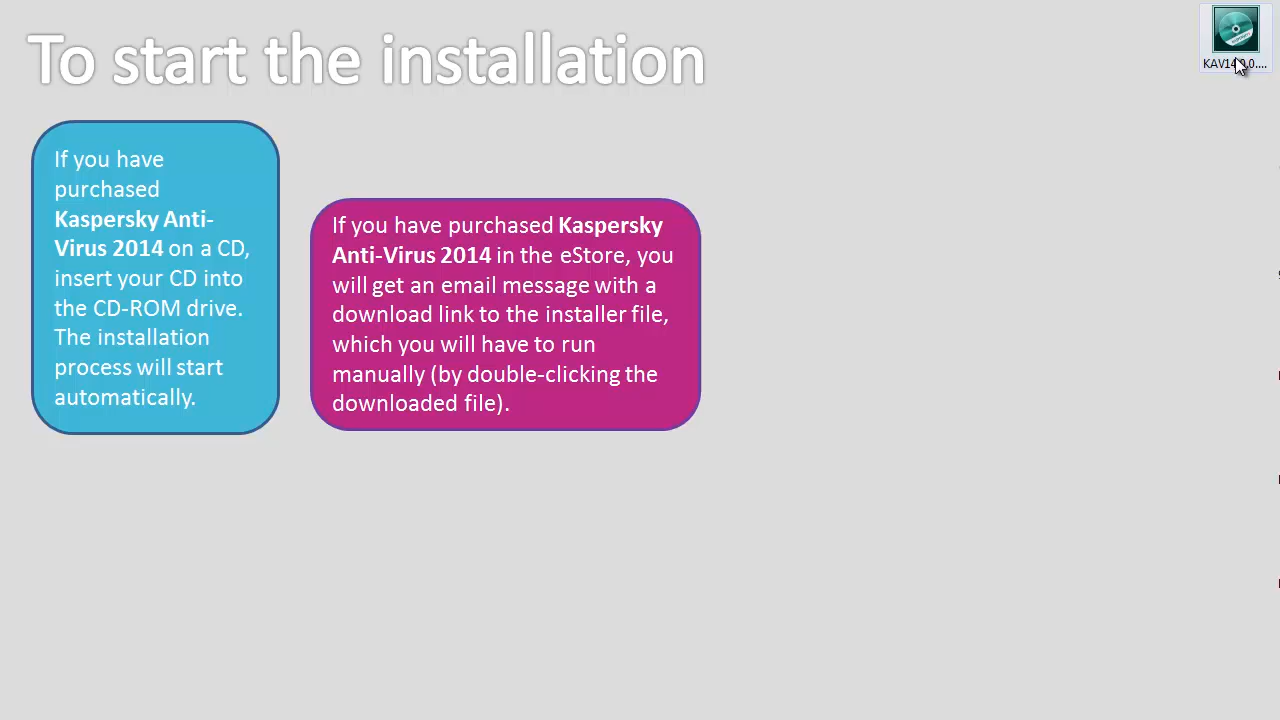 To start the installation
If you have
purchased
Kaspersky Anti-
Virus 2014 on a CD,
insert your CD into
the CD-ROM drive.
The installation
process will start
automatically.
If you have purchased Kaspersky
Anti-Virus 2014 in the eStore, you
will get an email message with a
download link to the installer file,
which you will have to run
manually (by double-clicking the
downloaded file).